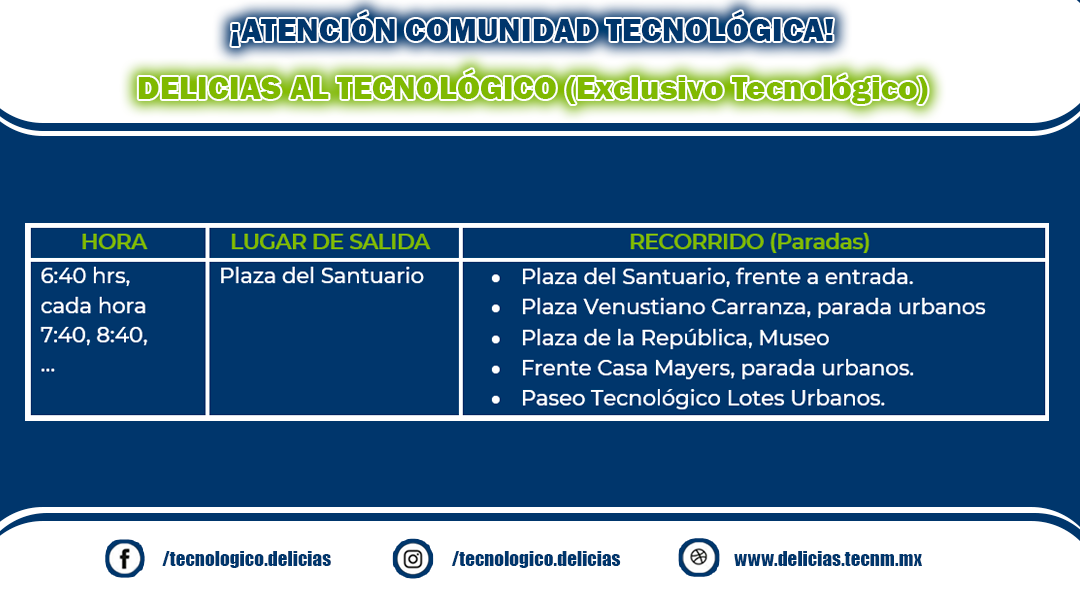 ¡ATENCIÓN COMUNIDAD TECNOLÓGICA!
DELICIAS AL TECNOLÓGICO (Exclusivo Tecnológico)
HORA
LUGAR DE SALIDA
RECORRIDO (Paradas)
6:40 hrs,
cada hora
7:40, 8:40,
...
Plaza del Santuario
• Plaza del Santuario, frente a entrada.
• Plaza Venustiano Carranza, parada urbanos
• Plaza de la República, Museo
• Frente Casa Mayers, parada urbanos.
• Paseo Tecnológico Lotes Urbanos.
/tecnologico.delicias
/tecnologico.delicias
www.delicias.tecnm.mx